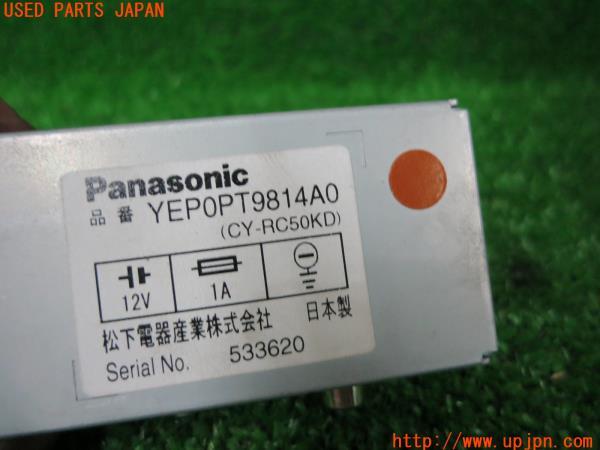 USED PARTS JAPAN
Panasonic
品番 YEP0PT9814A0
(CY-RC50KD)
12V 1A
松下電器産業株式会社 日本製
Serial No. 533620
http://www.upjpn.com/